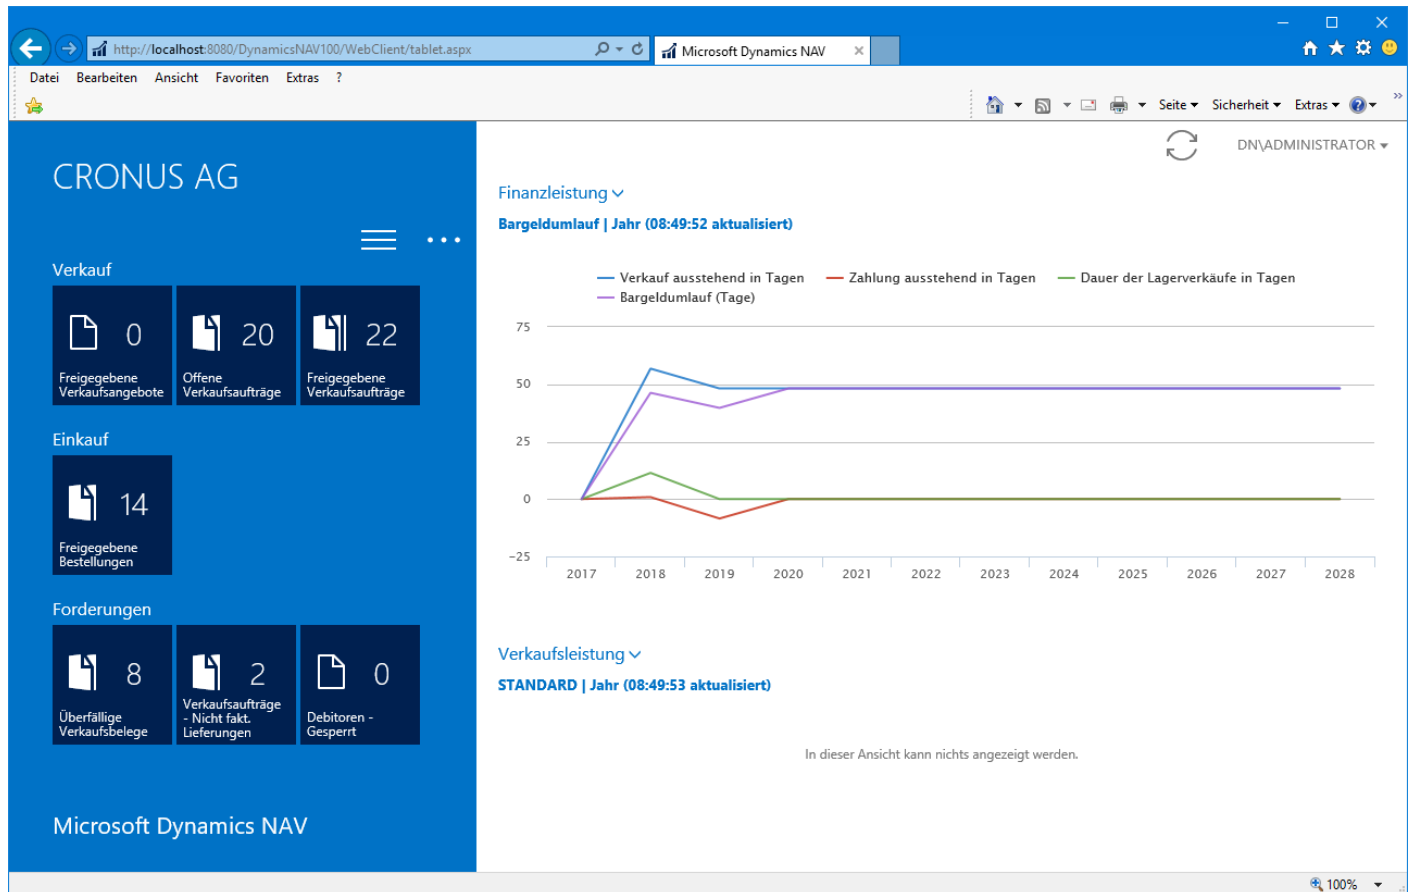 http://localhost:8080/DynamicsNAV100/WebClient/tablet.aspx
Microsoft Dynamics NAV
Datei Bearbeiten Ansicht Favoriten Extras ?
Seite Sicherheit Extras
CRONUS AG
DN\ADMINISTRATOR
Verkauf
0
Freigegebene
Verkaufsangebote
20
Offene
Verkaufsaufträge
22
Freigegebene
Verkaufsaufträge
Einkauf
14
Freigegebene
Bestellungen
Forderungen
8
Überfällige
Verkaufsbelege
2
Verkaufsaufträge
- Nicht fakt.
Lieferungen
0
Debitoren -
Gesperrt
Microsoft Dynamics NAV
Finanzleistung
Bargeldumlauf | Jahr (08:49:52 aktualisiert)
Verkauf ausstehend in Tagen Zahlung ausstehend in Tagen Dauer der Lagerverkäufe in Tagen
Bargeldumlauf (Tage)
75
50
25
0
−25
2017 2018 2019 2020 2021 2022 2023 2024 2025 2026 2027 2028
Verkaufsleistung
STANDARD | Jahr (08:49:53 aktualisiert)
In dieser Ansicht kann nichts angezeigt werden.
100%